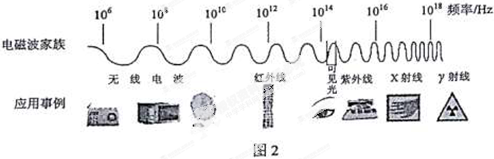 10⁶ 10⁸ 10¹⁰ 10¹² 10¹⁴ 10¹⁶ 10¹⁸ 频率/Hz
电磁波家族
无线电波 红外线 可见光 紫外线 X射线 γ射线
应用事例
图2